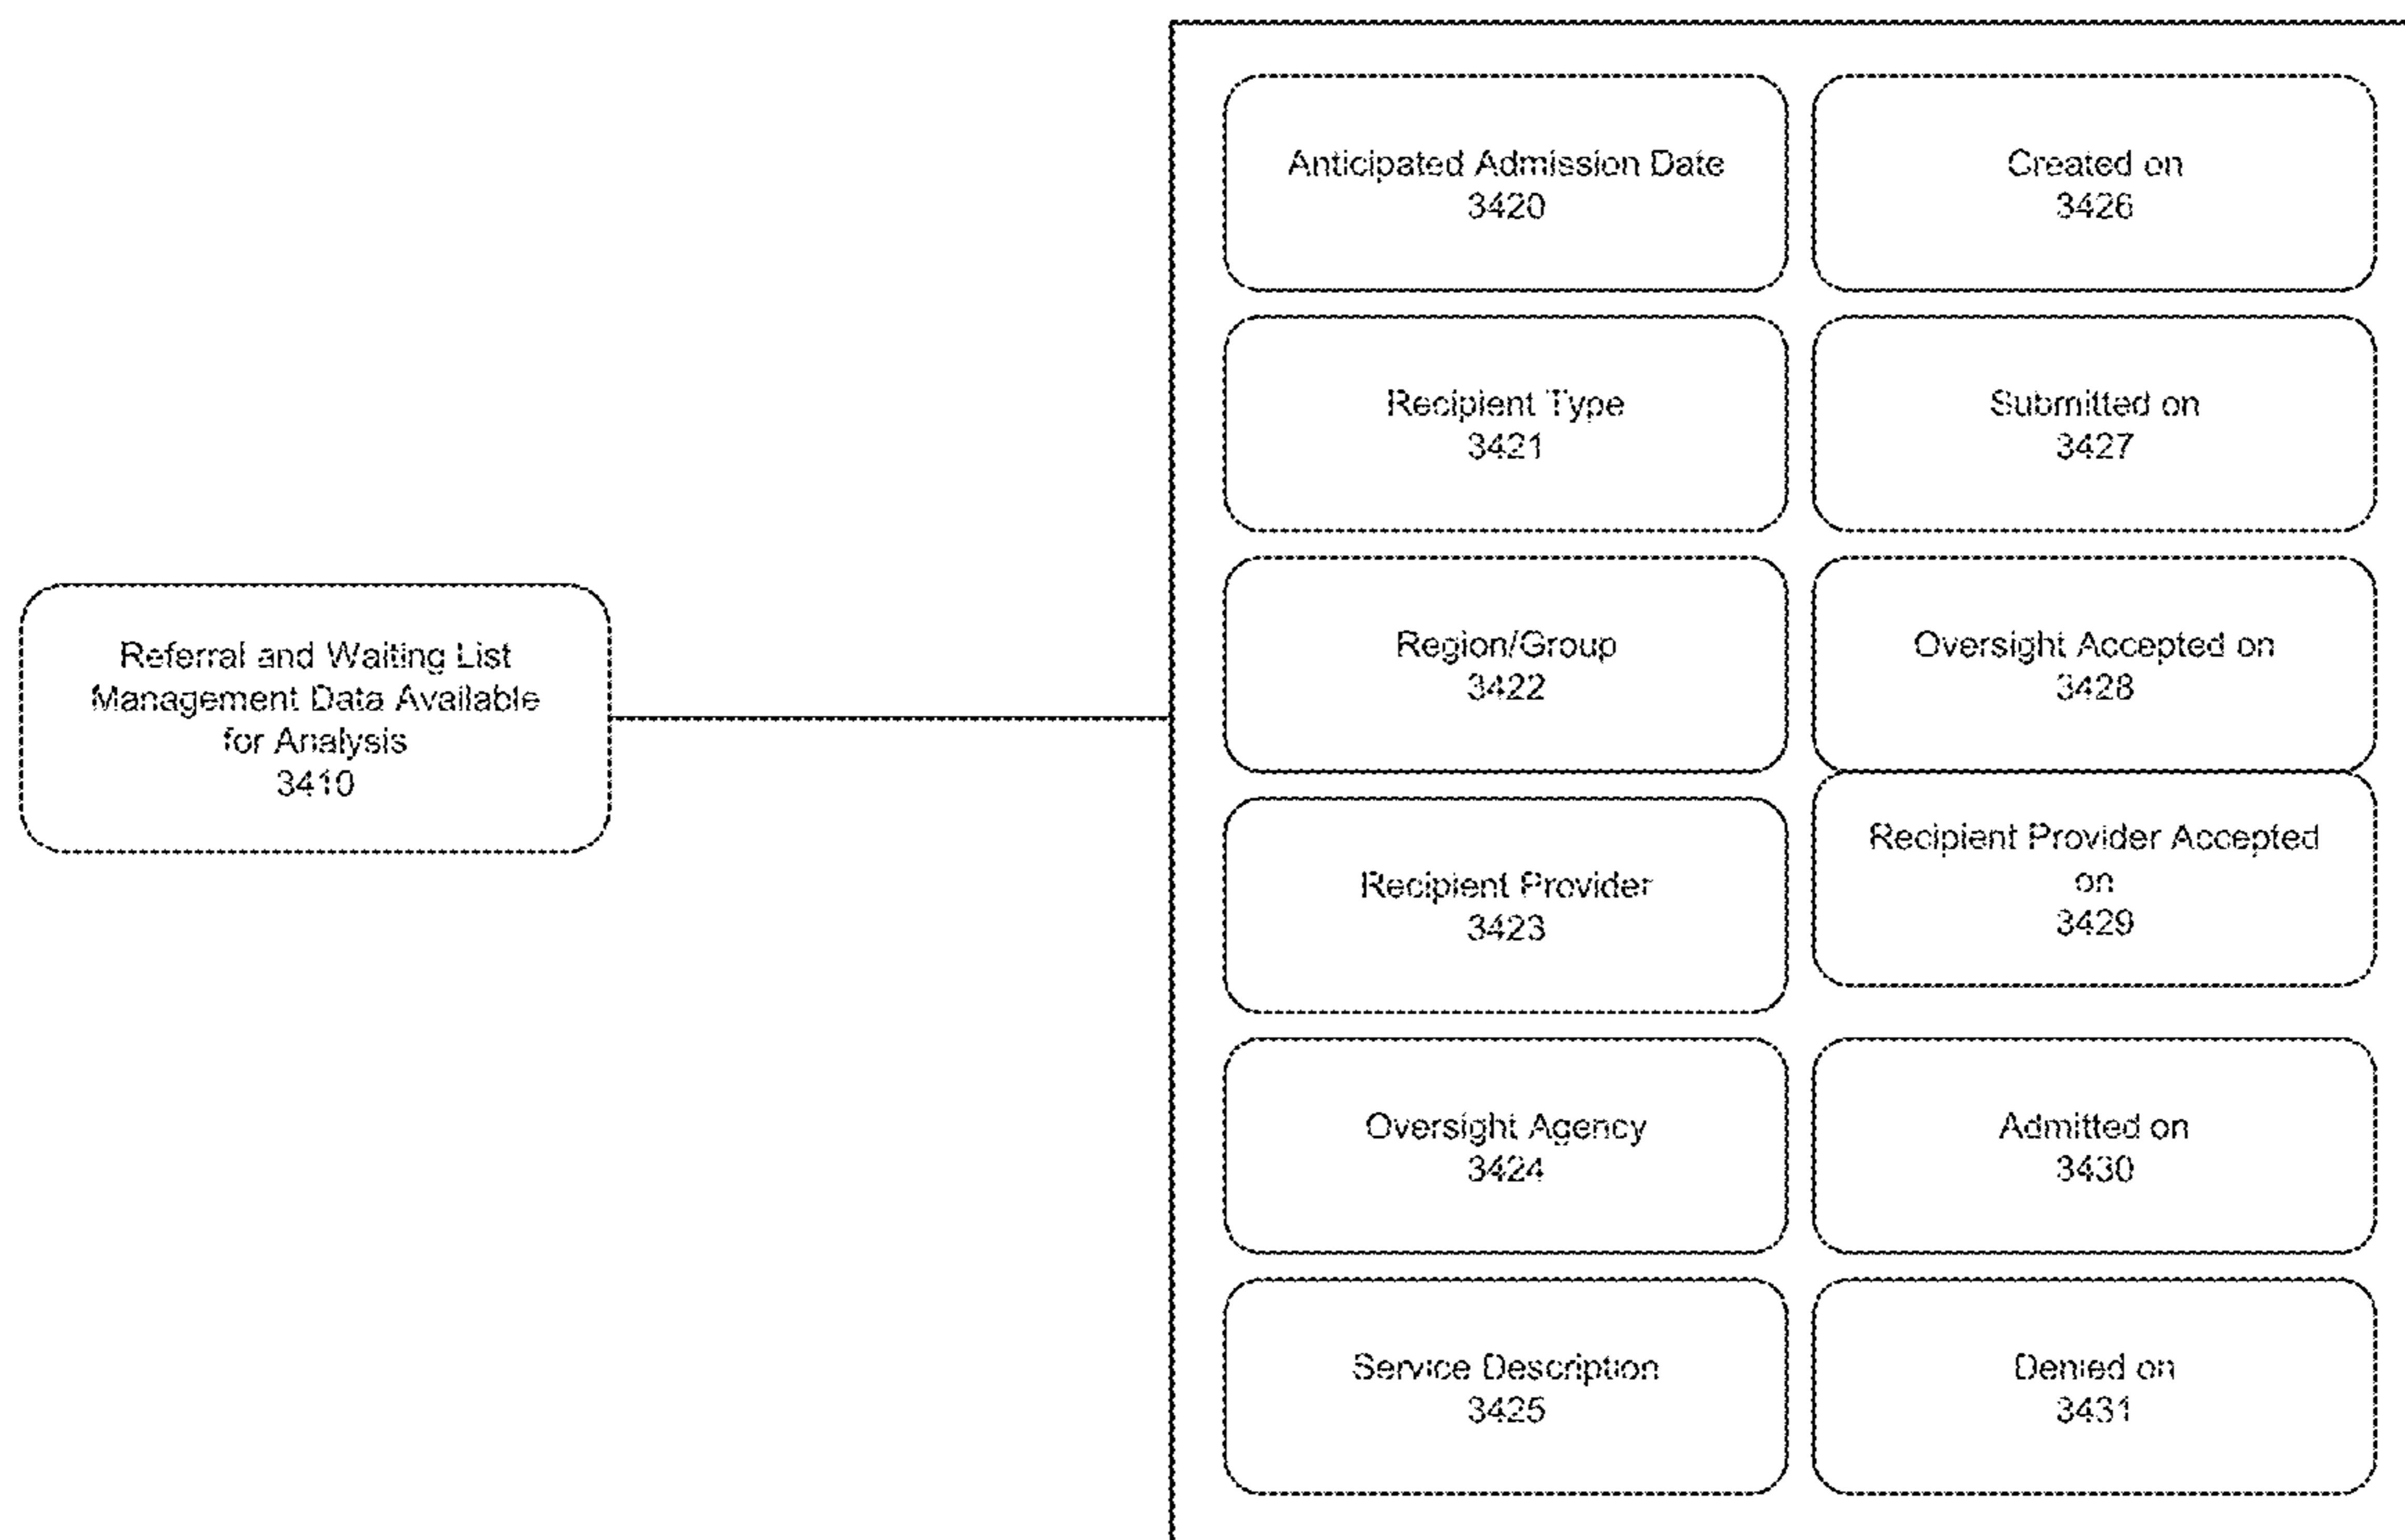 Referral and Waiting List
Management Data Available
for Analysis
3410
Anticipated Admission Date
3420
Recipient Type
3421
Region/Group
3422
Recipient Provider
3423
Oversight Agency
3424
Service Description
3425
Created on
3426
Submitted on
3427
Oversight Accepted on
3428
Recipient Provider Accepted
on
3429
Admitted on
3430
Denied on
3431